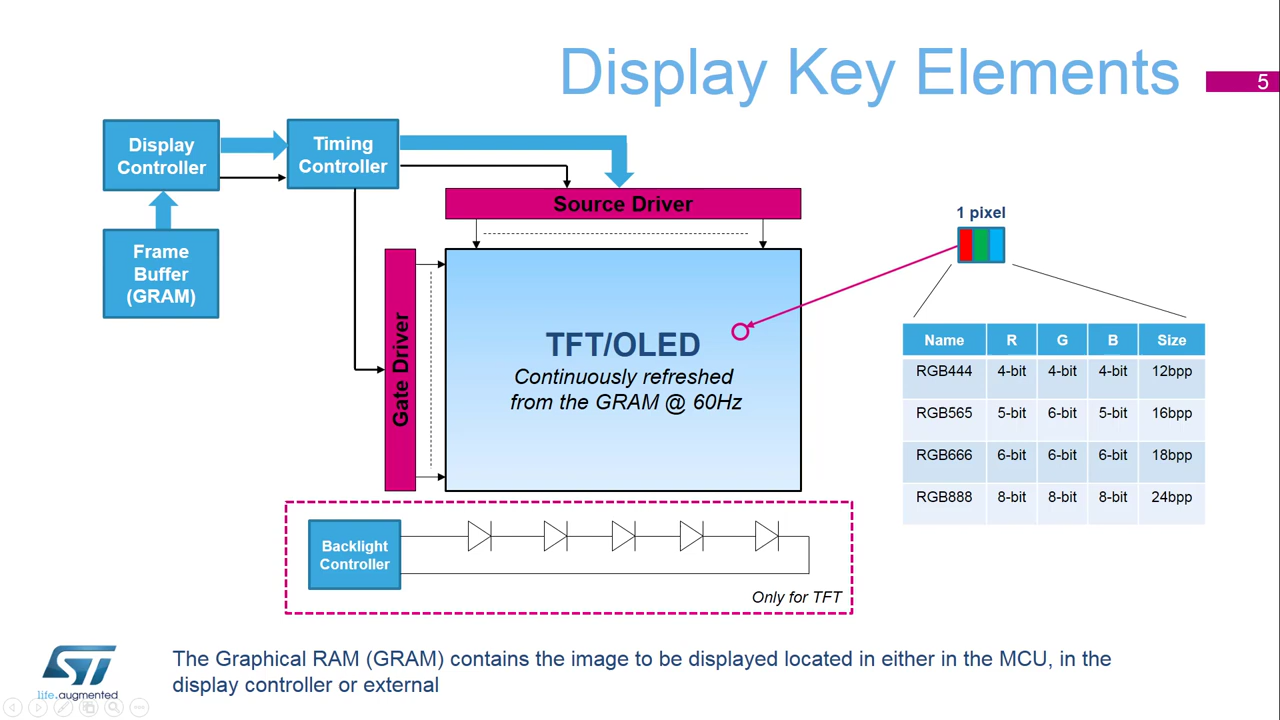 Display Key Elements
5
Display
Controller
Timing
Controller
Frame
Buffer
(GRAM)
Source Driver
Gate Driver
TFT/OLED
Continuously refreshed
from the GRAM @ 60Hz
1 pixel
Name R G B Size
RGB444 4-bit 4-bit 4-bit 12bpp
RGB565 5-bit 6-bit 5-bit 16bpp
RGB666 6-bit 6-bit 6-bit 18bpp
RGB888 8-bit 8-bit 8-bit 24bpp
Backlight
Controller
Only for TFT
ST
life.augmented
The Graphical RAM (GRAM) contains the image to be displayed located in either in the MCU, in the
display controller or external